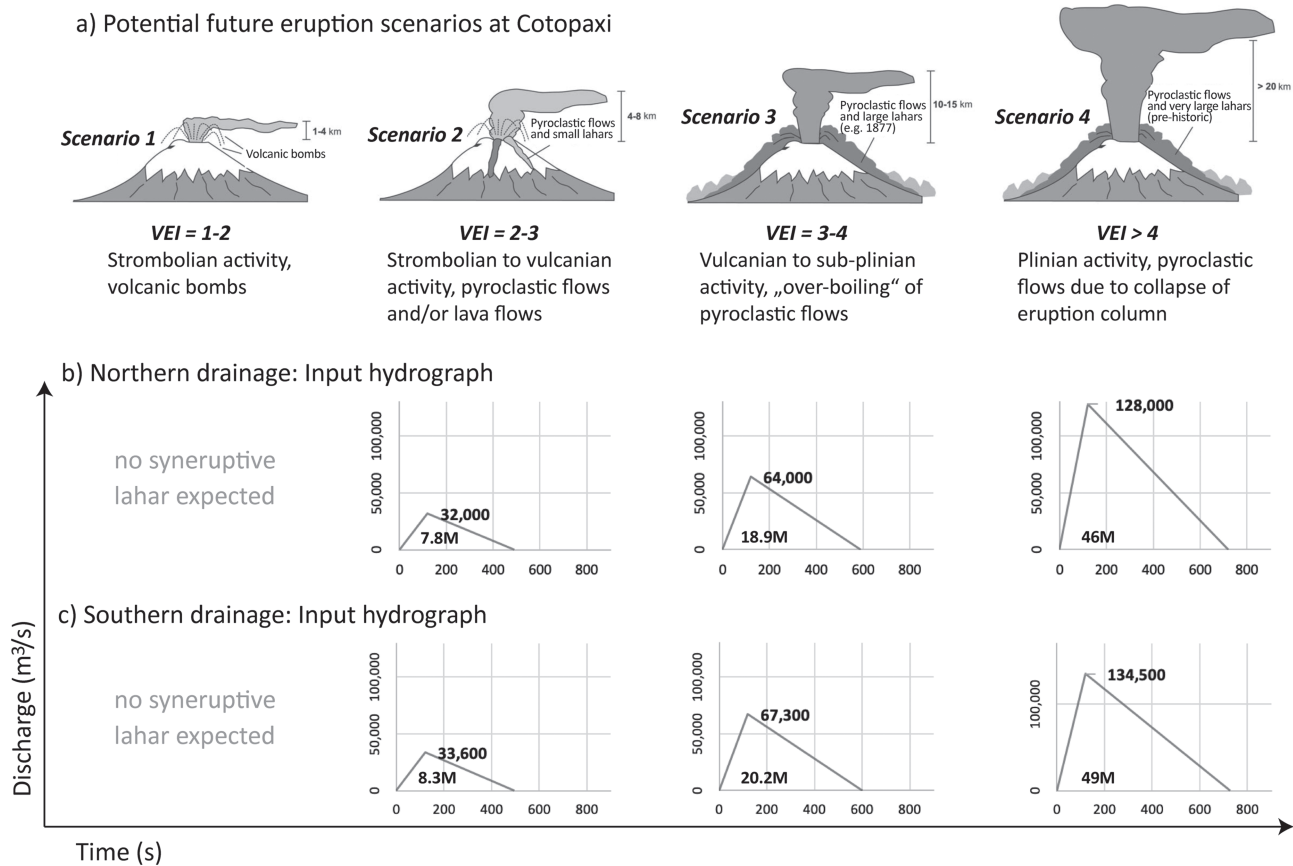 a) Potential future eruption scenarios at Cotopaxi
Scenario 1
1-4 km
Volcanic bombs
Scenario 2
Pyroclastic flows
and small lahars
4-8 km
Scenario 3
Pyroclastic flows
and large lahars
(e.g. 1877)
10-15 km
Scenario 4
Pyroclastic flows
and very large lahars
(pre-historic)
> 20 km
VEI = 1-2
Strombolian activity,
volcanic bombs
VEI = 2-3
Strombolian to vulcanian
activity, pyroclastic flows
and/or lava flows
VEI = 3-4
Vulcanian to sub-plinian
activity, „over-boiling“ of
pyroclastic flows
VEI > 4
Plinian activity, pyroclastic
flows due to collapse of
eruption column
b) Northern drainage: Input hydrograph
no syneruptive
lahar expected
100,000
50,000
0
32,000
7.8M
0 200 400 600 800
100,000
50,000
0
64,000
18.9M
0 200 400 600 800
100,000
50,000
0
128,000
46M
0 200 400 600 800
c) Southern drainage: Input hydrograph
no syneruptive
lahar expected
100,000
50,000
0
33,600
8.3M
0 200 400 600 800
100,000
50,000
0
67,300
20.2M
0 200 400 600 800
100,000
0
134,500
49M
0 200 400 600 800
Discharge (m³/s)
Time (s)